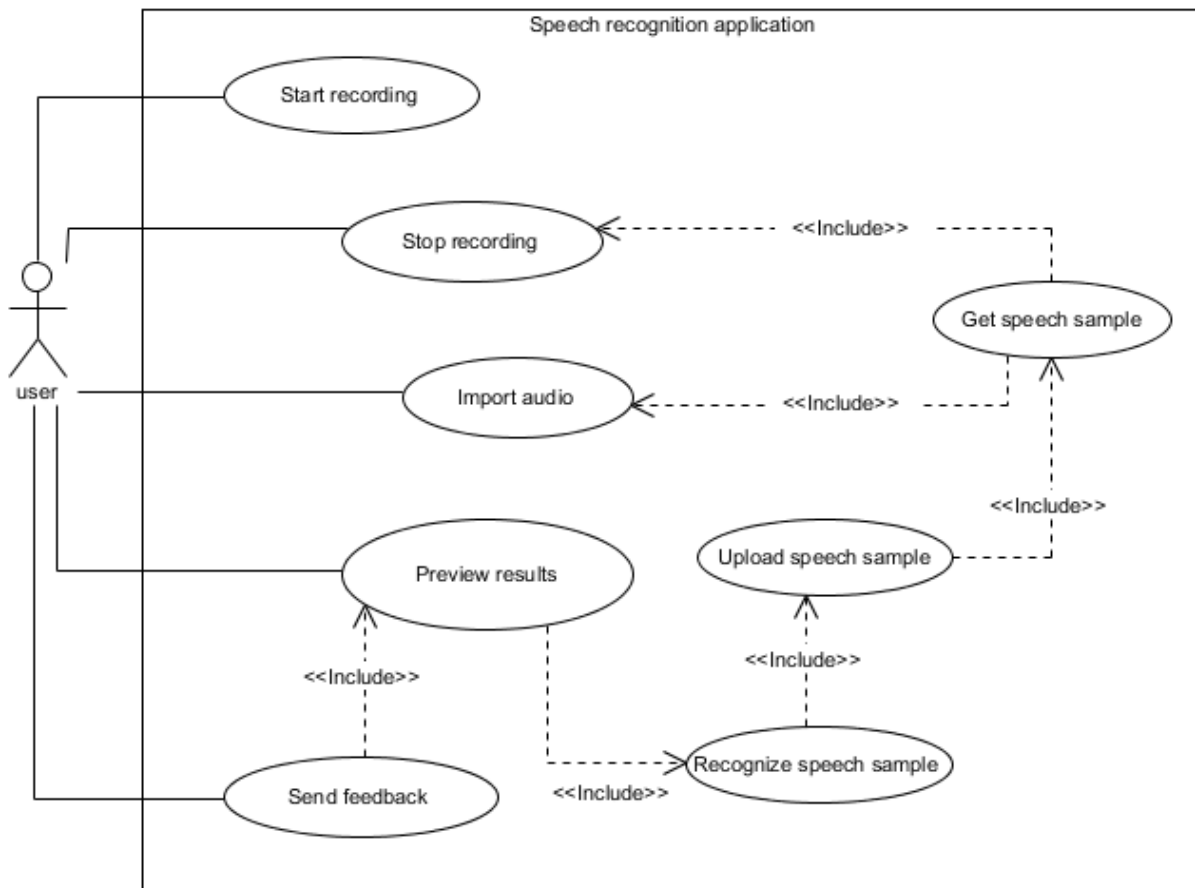 Speech recognition application
Start recording
Stop recording
<<Include>>
Get speech sample
user
Import audio
<<Include>>
<<Include>>
Preview results
Upload speech sample
<<Include>>
<<Include>>
Recognize speech sample
Send feedback
<<Include>>